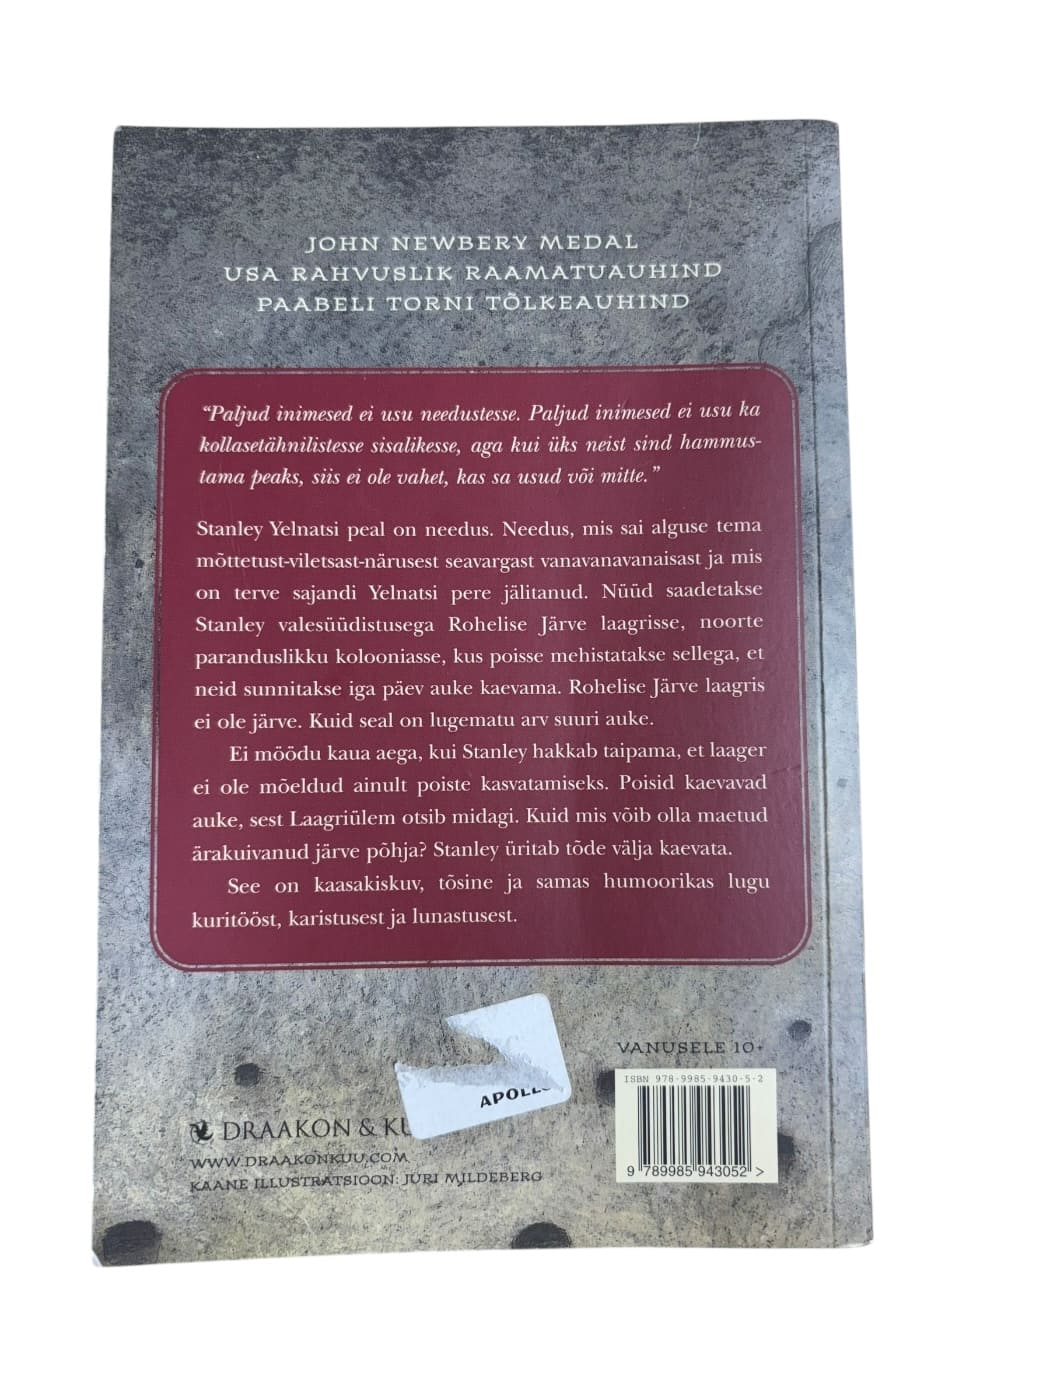 JOHN NEWBERY MEDAL
USA RAHVUSLIK RAAMATUAUHIND
PAABELI TORNI TÕLKEAUHIND
“Paljud inimesed ei usu needustesse. Paljud inimesed ei usu ka
kollasetähnilistesse sisalikesse, aga kui üks neist sind hammus-
tama peaks, siis ei ole vahet, kas sa usud või mitte.”
Stanley Yelnatsi peal on needus. Needus, mis sai alguse tema
mõttetust-viletsast-närusest seavargast vanavanavanaisast ja mis
on terve sajandi Yelnatsi pere jälitanud. Nüüd saadetakse
Stanley valesüüdistusega Rohelise Järve laagrisse, noorte
paranduslikku kolooniasse, kus poisse mehistatakse sellega, et
neid sunnitakse iga päev auke kaevama. Rohelise Järve laagris
ei ole järve. Kuid seal on lugematu arv suuri auke.
Ei möödu kaua aega, kui Stanley hakkab taipama, et laager
ei ole mõeldud ainult poiste kasvatamiseks. Poisid kaevavad
auke, sest Laagriülem otsib midagi. Kuid mis võib olla maetud
ärakuivanud järve põhja? Stanley üritab tõde välja kaevata.
See on kaasakiskuv, tõsine ja samas humoorikas lugu
kuritööst, karistusest ja lunastusest.
VANUSELE 10+
ISBN 978-9985-9430-5-2
9 789985 943052 >
APOLLO
DRAAKON & KU
WWW.DRAAKONKUU.COM
KAANE ILLUSTRATSIOON: JÜRI MILDEBERG